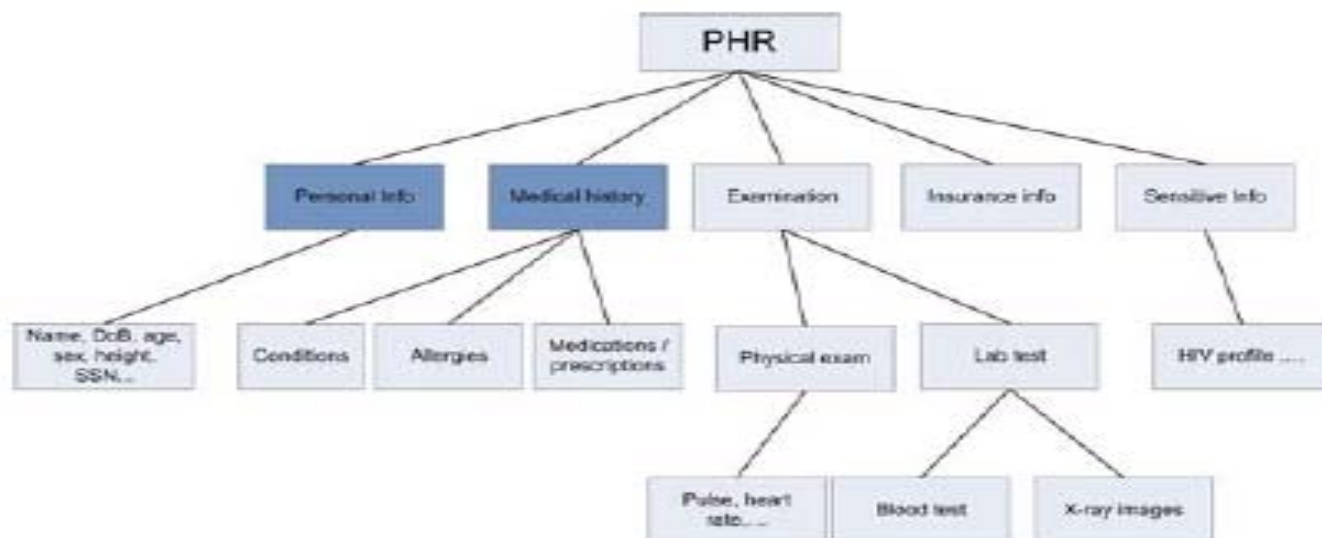 PHR
Personal Info
Medical history
Examination
Insurance info
Sensitive Info
Name, DoB, age,
sex, height,
SSN...
Conditions
Allergies
Medications /
prescriptions
Physical exam
Lab test
HIV profile .....
Pulse, heart
rate.....
Blood test
X-ray images